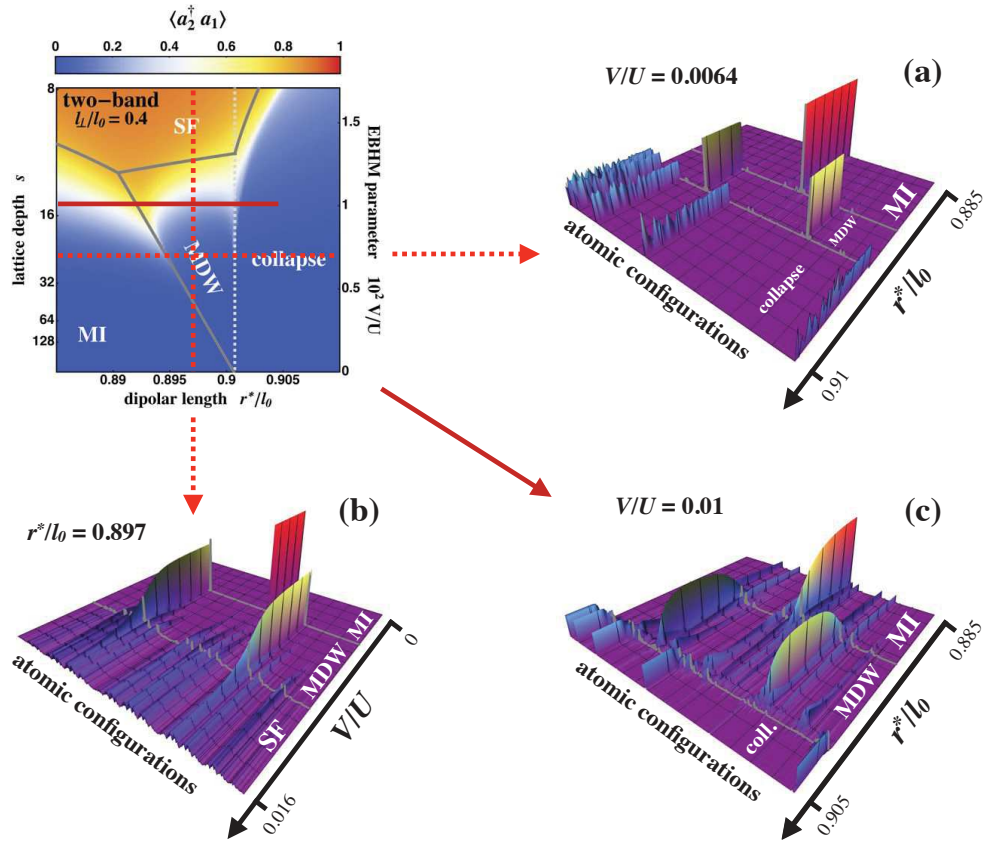 ⟨a₂† a₁⟩
0 0.2 0.4 0.6 0.8 1
two-band
l⊥/l₀ = 0.4
SF
MDW
collapse
MI
8
16
32
64
128
lattice depth s
0.89 0.895 0.9 0.905
dipolar length r*/l₀
1.5
1
0.5
0
EBHM parameter 10² V/U
(a)
V/U = 0.0064
MI
MDW
collapse
atomic configurations
r*/l₀
0.885
0.91
(b)
r*/l₀ = 0.897
MI
MDW
SF
atomic configurations
V/U
0
0.016
(c)
V/U = 0.01
MI
MDW
coll.
atomic configurations
r*/l₀
0.885
0.905